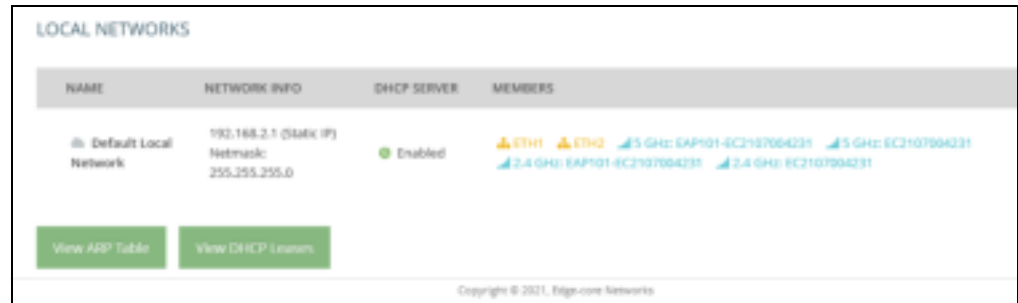 LOCAL NETWORKS
NAME NETWORK INFO DHCP SERVER MEMBERS
Default Local
Network
192.168.2.1 (Static IP)
Netmask:
255.255.255.0
Enabled
ETH1 ETH2 5 GHz: EAP101-EC2107004231 5 GHz: EC2107004231
2.4 GHz: EAP101-EC2107004231 2.4 GHz: EC2107004231
View ARP Table View DHCP Leases
Copyright © 2021, Edge-core Networks